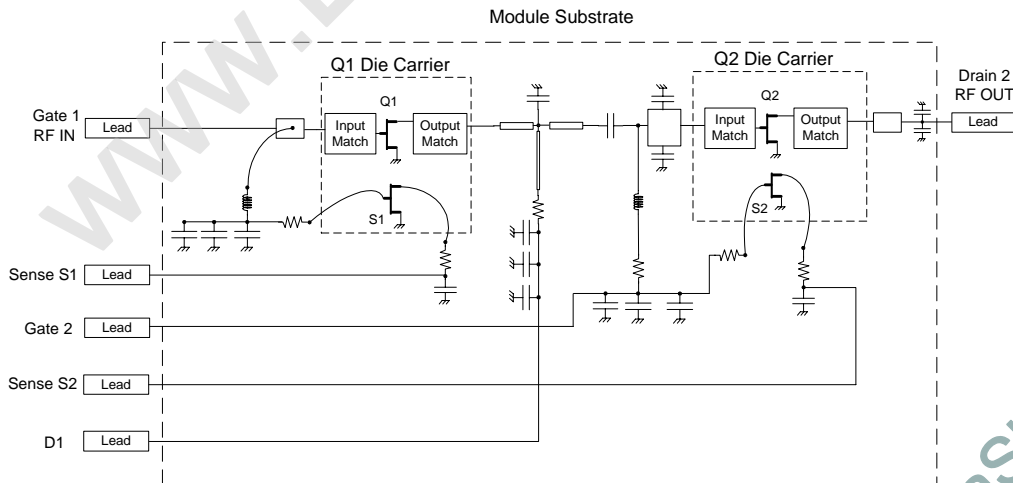 Module Substrate
Q1 Die Carrier
Q2 Die Carrier
Drain 2
RF OUT
Lead
Gate 1
RF IN
Lead
Q1
Input
Match
Output
Match
Q2
Input
Match
Output
Match
S1
S2
Sense S1
Lead
Gate 2
Lead
Sense S2
Lead
D1
Lead
www.